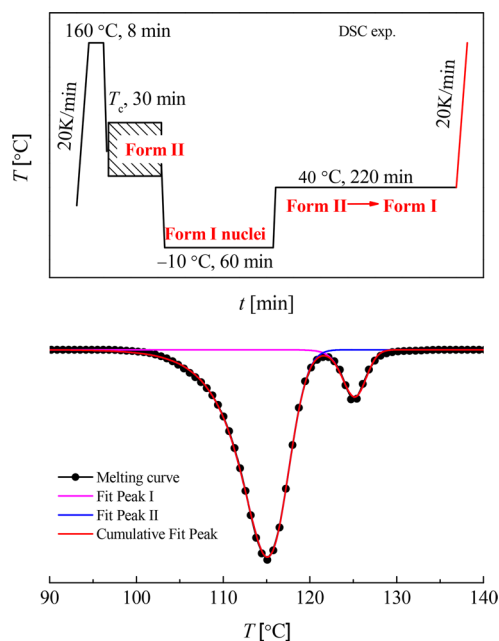 160 °C, 8 min
DSC exp.
20K/min
T_c, 30 min
Form II
20K/min
T [°C]
40 °C, 220 min
Form II → Form I
Form I nuclei
–10 °C, 60 min
t [min]
Melting curve
Fit Peak I
Fit Peak II
Cumulative Fit Peak
90 100 110 120 130 140
T [°C]